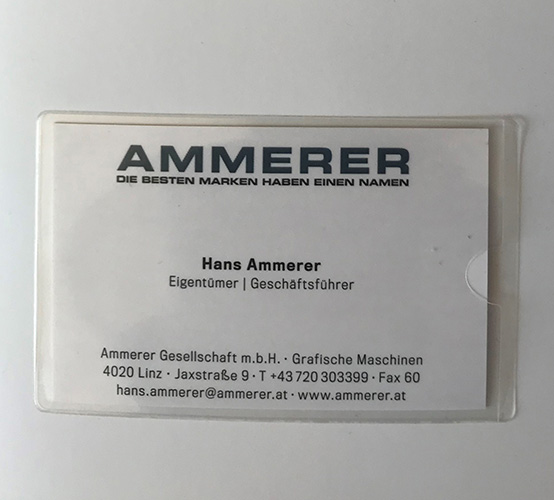 AMMERER
DIE BESTEN MARKEN HABEN EINEN NAMEN
Hans Ammerer
Eigentümer | Geschäftsführer
Ammerer Gesellschaft m.b.H. · Grafische Maschinen
4020 Linz · Jaxstraße 9 · T +43 720 303399 · Fax 60
hans.ammerer@ammerer.at · www.ammerer.at